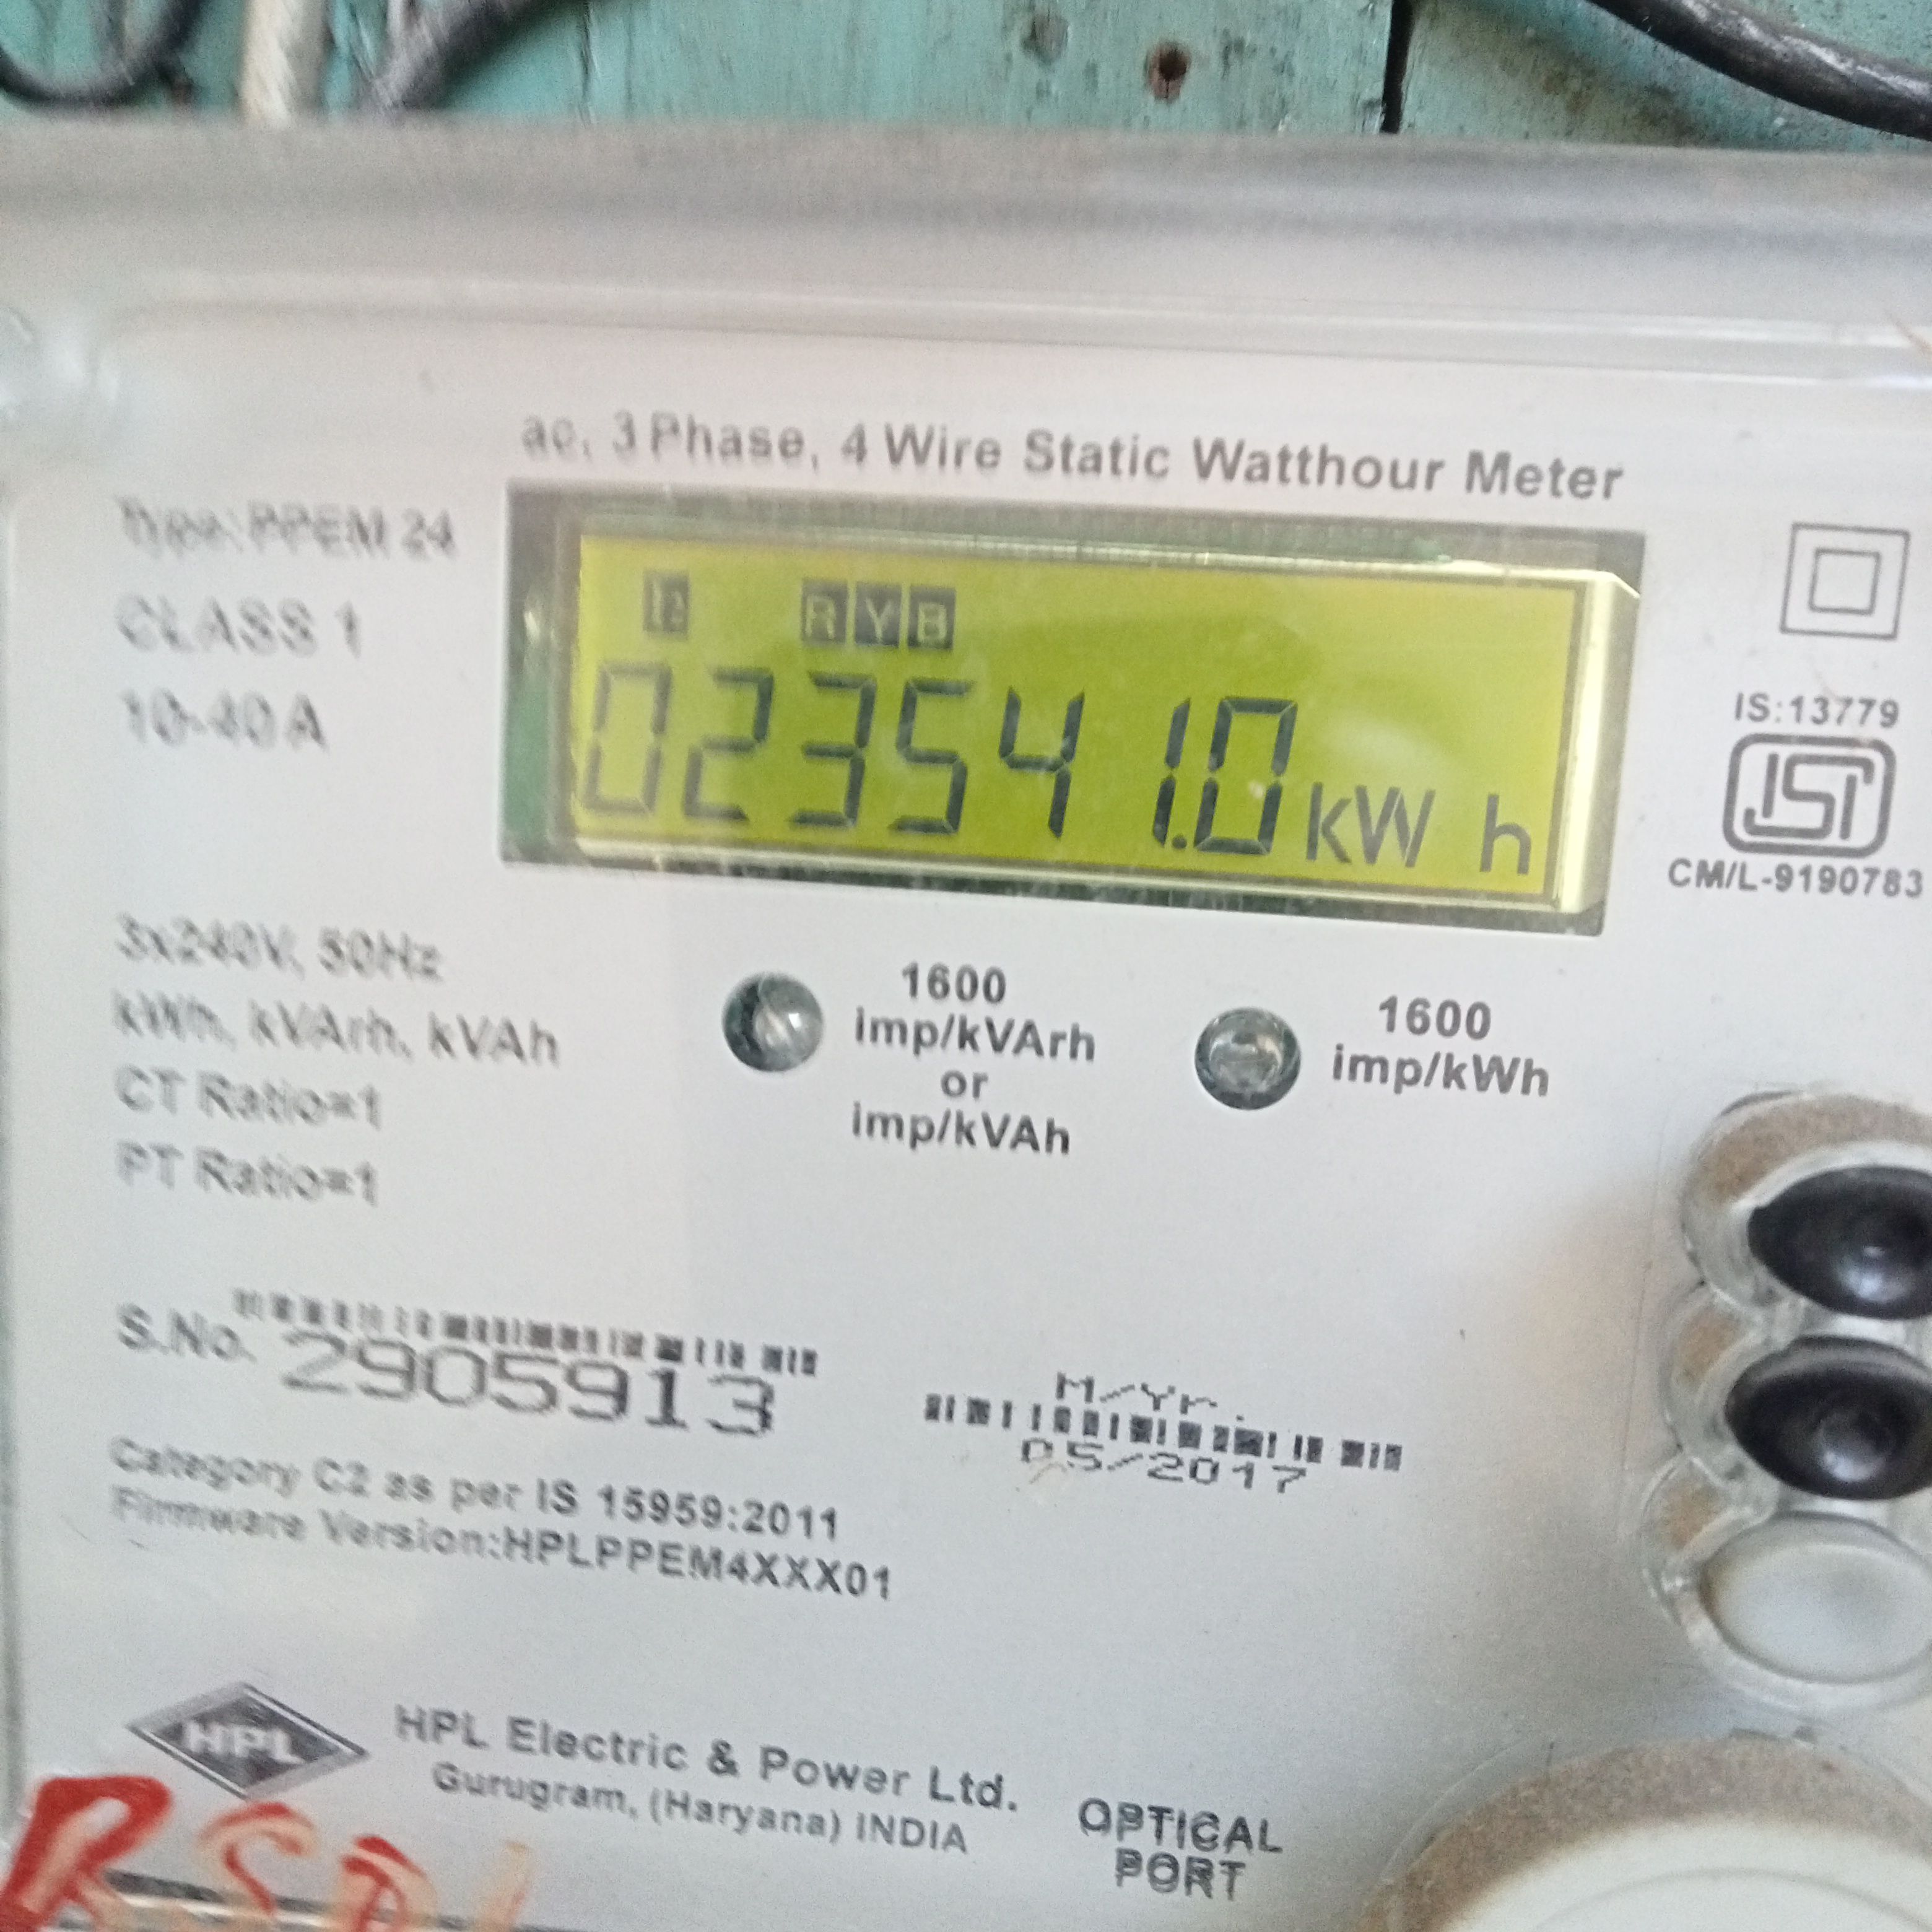 ac, 3 Phase, 4 Wire Static Watthour Meter
Type: PPEM 24
CLASS 1
10-40 A
R Y B
023541.0 kW h
IS:13779
ISI
CM/L-9190783
3x240V, 50Hz
kWh, kVArh, kVAh
CT Ratio=1
PT Ratio=1
1600
imp/kVArh
or
imp/kVAh
1600
imp/kWh
S.No. 2905913
M/Yr.
05/2017
Category C2 as per IS 15959:2011
Firmware Version:HPLPPEM4XXX01
HPL
HPL Electric & Power Ltd.
Gurugram, (Haryana) INDIA
OPTICAL
PORT